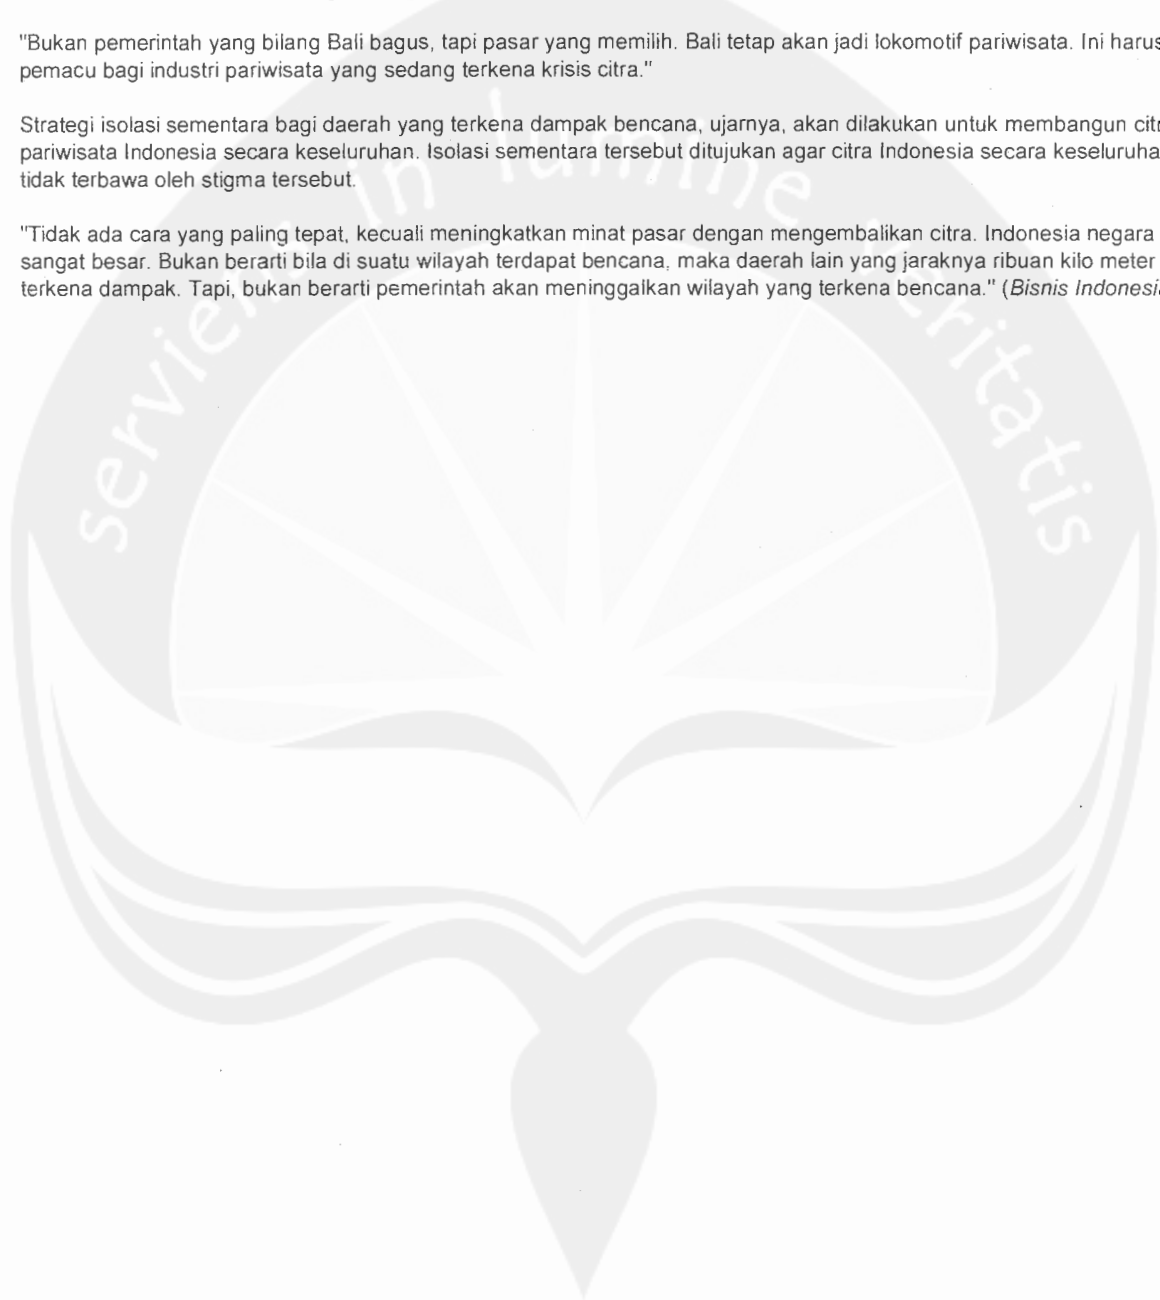 "Bukan pemerintah yang bilang Bali bagus, tapi pasar yang memilih. Bali tetap akan jadi lokomotif pariwisata. Ini harus
pemacu bagi industri pariwisata yang sedang terkena krisis citra."
Strategi isolasi sementara bagi daerah yang terkena dampak bencana, ujarnya, akan dilakukan untuk membangun citr
pariwisata Indonesia secara keseluruhan. Isolasi sementara tersebut ditujukan agar citra Indonesia secara keseluruha
tidak terbawa oleh stigma tersebut.
"Tidak ada cara yang paling tepat, kecuali meningkatkan minat pasar dengan mengembalikan citra. Indonesia negara
sangat besar. Bukan berarti bila di suatu wilayah terdapat bencana, maka daerah lain yang jaraknya ribuan kilo meter
terkena dampak. Tapi, bukan berarti pemerintah akan meninggalkan wilayah yang terkena bencana." (Bisnis Indonesia
serviens in lumine veritatis